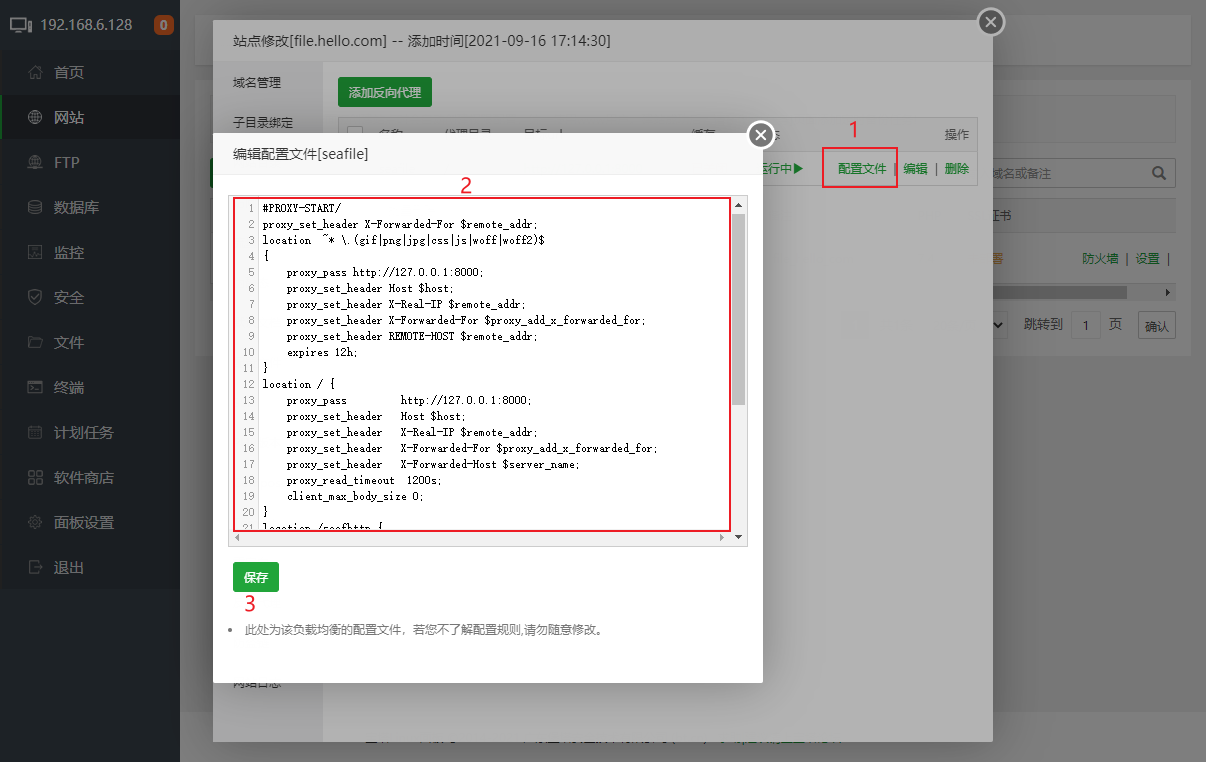 192.168.6.128
0
首页
网站
FTP
数据库
监控
安全
文件
终端
计划任务
软件商店
面板设置
退出
站点修改[file.hello.com] -- 添加时间[2021-09-16 17:14:30]
域名管理
子目录绑定
添加反向代理
操作
1
运行中
配置文件 | 编辑 | 删除
域名或备注
证书
防火墙 | 设置 |
跳转到 1 页 确认
编辑配置文件[seafile]
2
1 #PROXY-START/
2 proxy_set_header X-Forwarded-For $remote_addr;
3 location ~* \.(gif|png|jpg|css|js|woff|woff2)$
4 {
5 proxy_pass http://127.0.0.1:8000;
6 proxy_set_header Host $host;
7 proxy_set_header X-Real-IP $remote_addr;
8 proxy_set_header X-Forwarded-For $proxy_add_x_forwarded_for;
9 proxy_set_header REMOTE-HOST $remote_addr;
10 expires 12h;
11 }
12 location / {
13 proxy_pass http://127.0.0.1:8000;
14 proxy_set_header Host $host;
15 proxy_set_header X-Real-IP $remote_addr;
16 proxy_set_header X-Forwarded-For $proxy_add_x_forwarded_for;
17 proxy_set_header X-Forwarded-Host $server_name;
18 proxy_read_timeout 1200s;
19 client_max_body_size 0;
20 }
21 location /seafhttp {
保存
3
此处为该负载均衡的配置文件，若您不了解配置规则,请勿随意修改。
网站日志